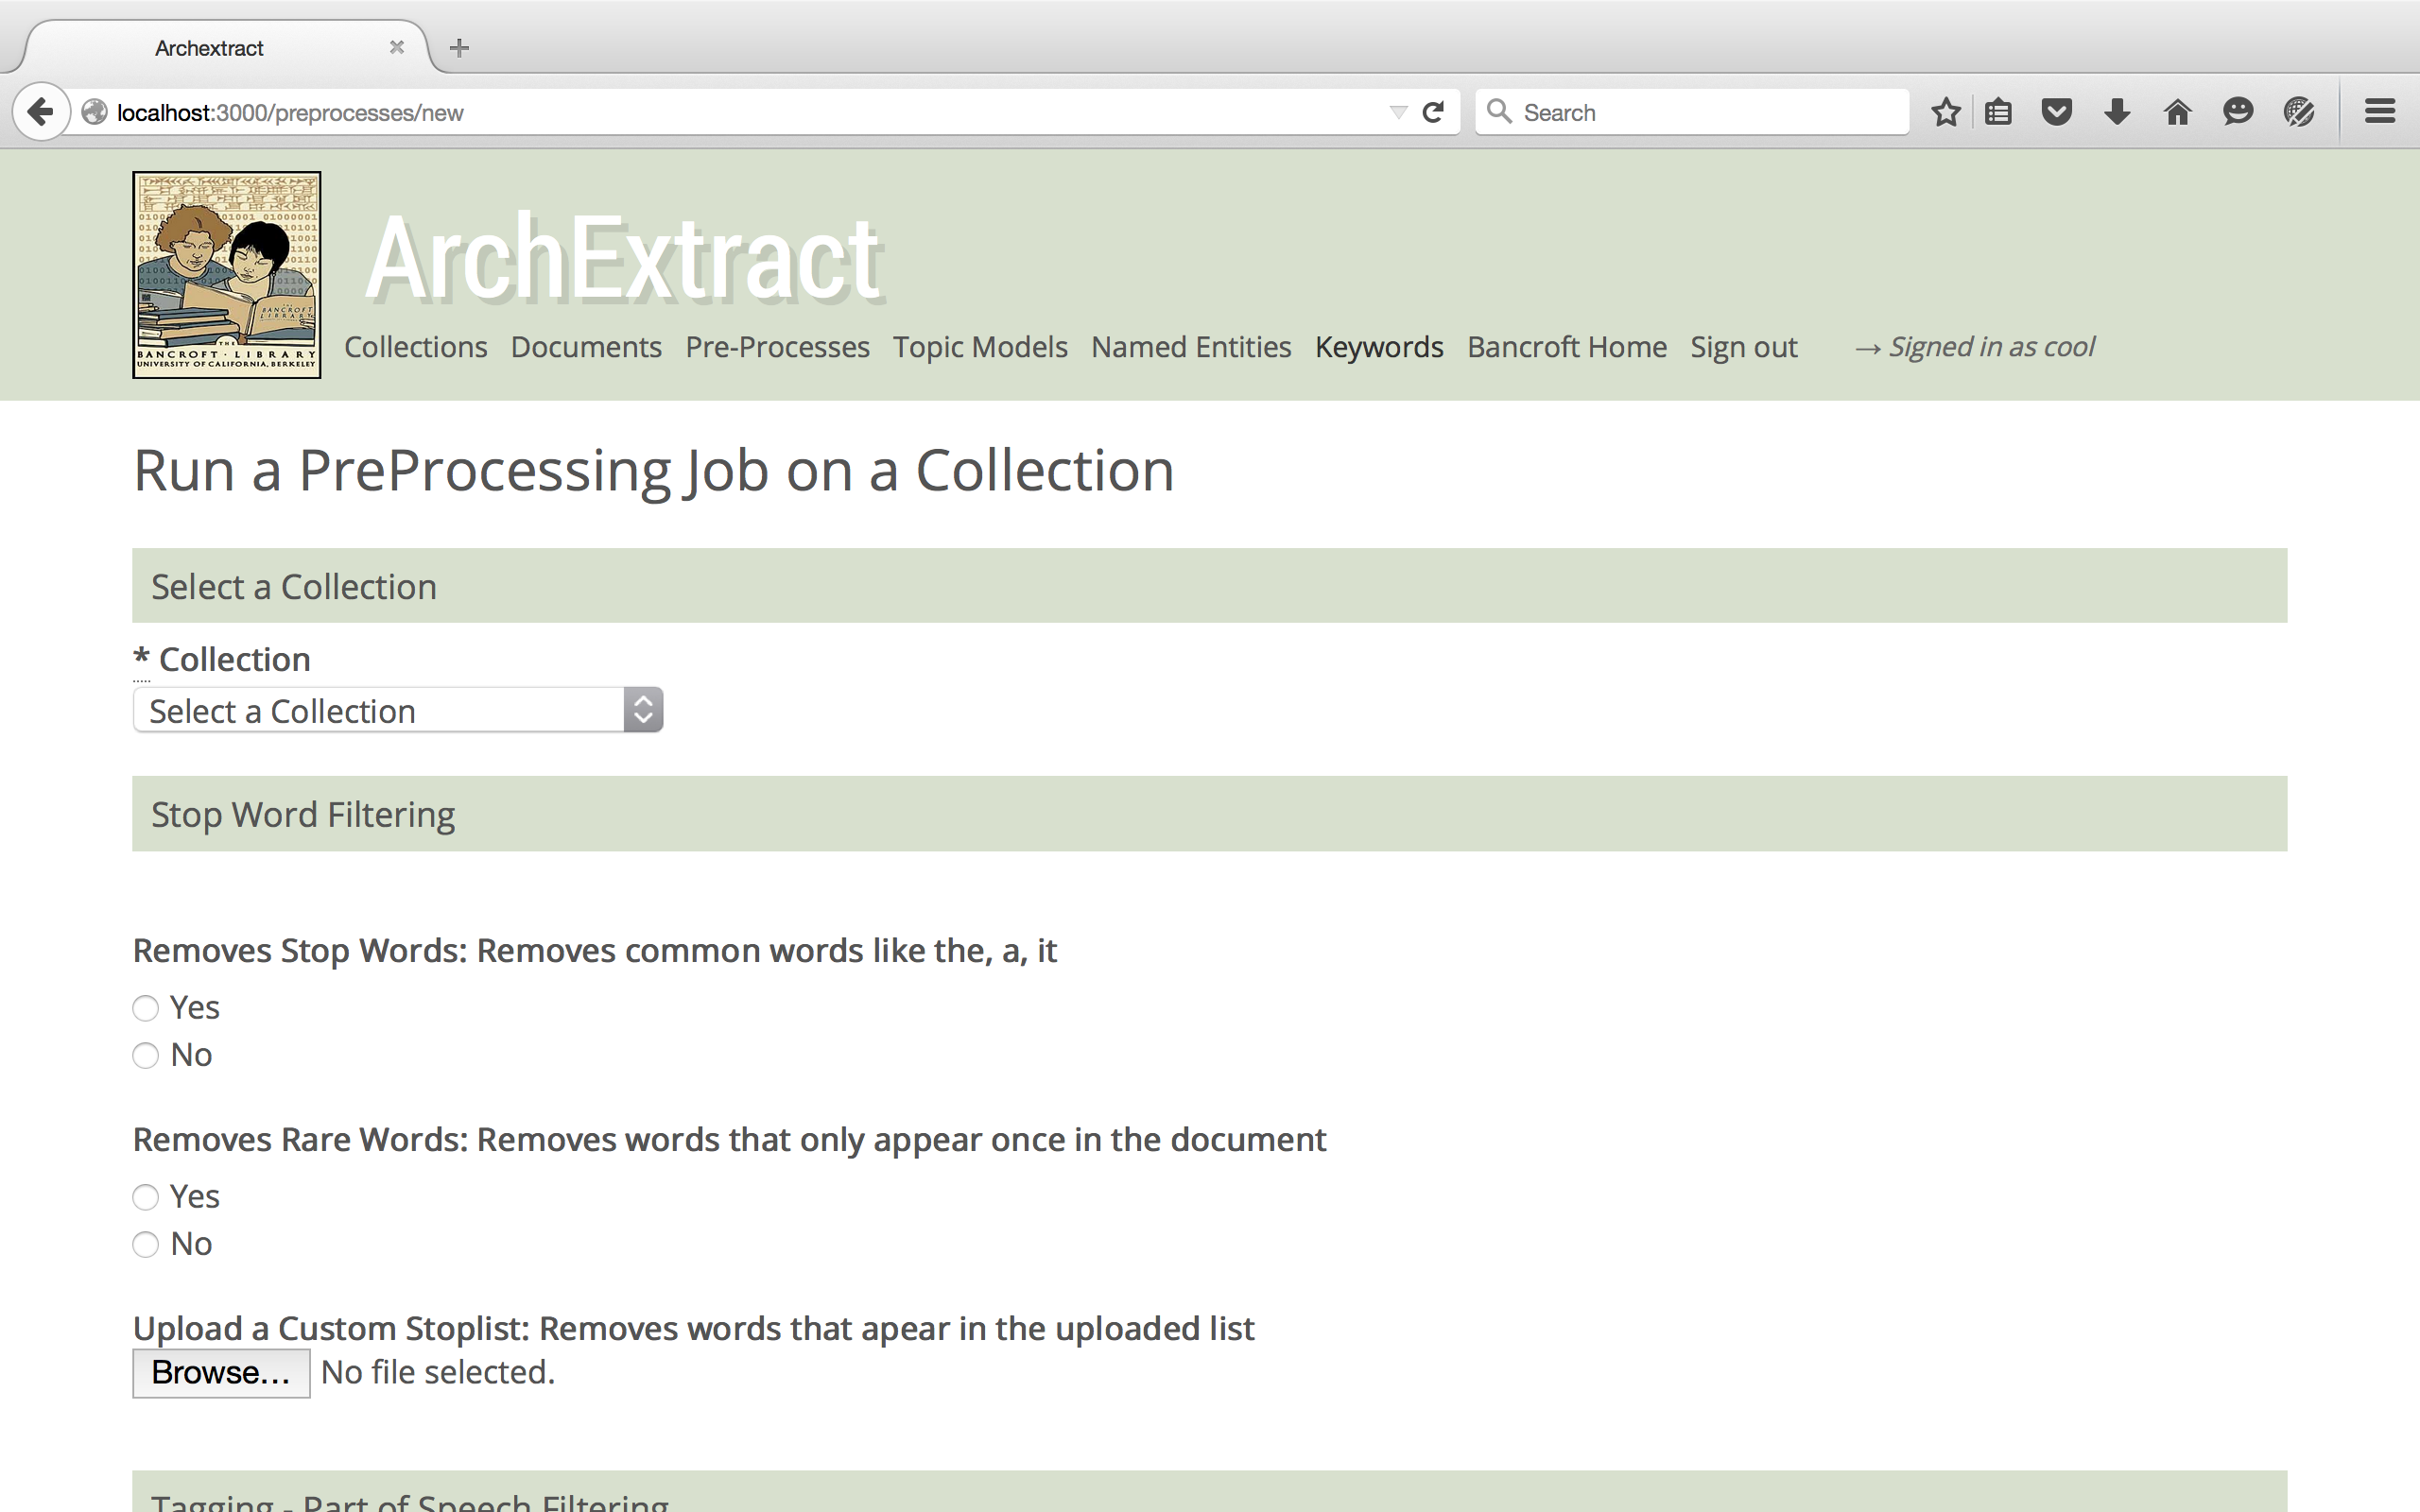 Archextract
localhost:3000/preprocesses/new
Search
BANCROFT
LIBRARY
THE
BANCROFT · LIBRARY
UNIVERSITY OF CALIFORNIA, BERKELEY
ArchExtract
Collections Documents Pre-Processes Topic Models Named Entities Keywords Bancroft Home Sign out → Signed in as cool
Run a PreProcessing Job on a Collection
Select a Collection
* Collection
Select a Collection
Stop Word Filtering
Removes Stop Words: Removes common words like the, a, it
Yes
No
Removes Rare Words: Removes words that only appear once in the document
Yes
No
Upload a Custom Stoplist: Removes words that apear in the uploaded list
Browse... No file selected.
Tagging - Part of Speech Filtering